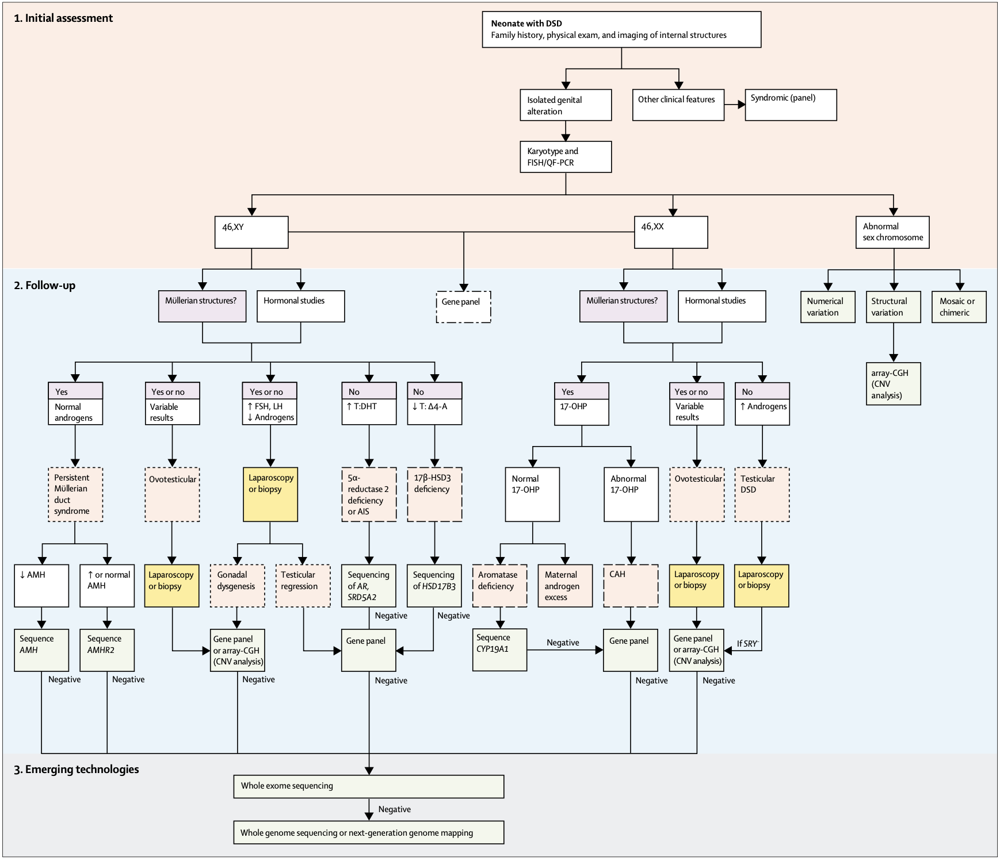 1. Initial assessment
Neonate with DSD
Family history, physical exam, and imaging of internal structures
Isolated genital
alteration
Other clinical features
Syndromic (panel)
Karyotype and
FISH/QF-PCR
46,XY
46,XX
Abnormal
sex chromosome
2. Follow-up
Müllerian structures?
Hormonal studies
Gene panel
Müllerian structures?
Hormonal studies
Numerical
variation
Structural
variation
Mosaic or
chimeric
array-CGH
(CNV
analysis)
Yes
Normal
androgens
Yes or no
Variable
results
Yes or no
↑ FSH, LH
↓ Androgens
No
↑ T:DHT
No
↓ T: Δ4-A
Yes
17-OHP
Yes or no
Variable
results
No
↑ Androgens
Persistent
Müllerian
duct
syndrome
Ovotesticular
Laparoscopy
or biopsy
5α-
reductase 2
deficiency
or AIS
17β-HSD3
deficiency
Normal
17-OHP
Abnormal
17-OHP
Ovotesticular
Testicular
DSD
↓ AMH
↑ or normal
AMH
Laparoscopy
or biopsy
Gonadal
dysgenesis
Testicular
regression
Sequencing
of AR,
SRD5A2
Sequencing
of HSD17B3
Aromatase
deficiency
Maternal
androgen
excess
CAH
Laparoscopy
or biopsy
Laparoscopy
or biopsy
Negative
Negative
Sequence
AMH
Sequence
AMHR2
Gene panel
or array-CGH
(CNV analysis)
Gene panel
Sequence
CYP19A1
Negative
Gene panel
Gene panel
or array-CGH
(CNV analysis)
If SRY⁻
Negative
Negative
Negative
Negative
Negative
Negative
3. Emerging technologies
Whole exome sequencing
Negative
Whole genome sequencing or next-generation genome mapping